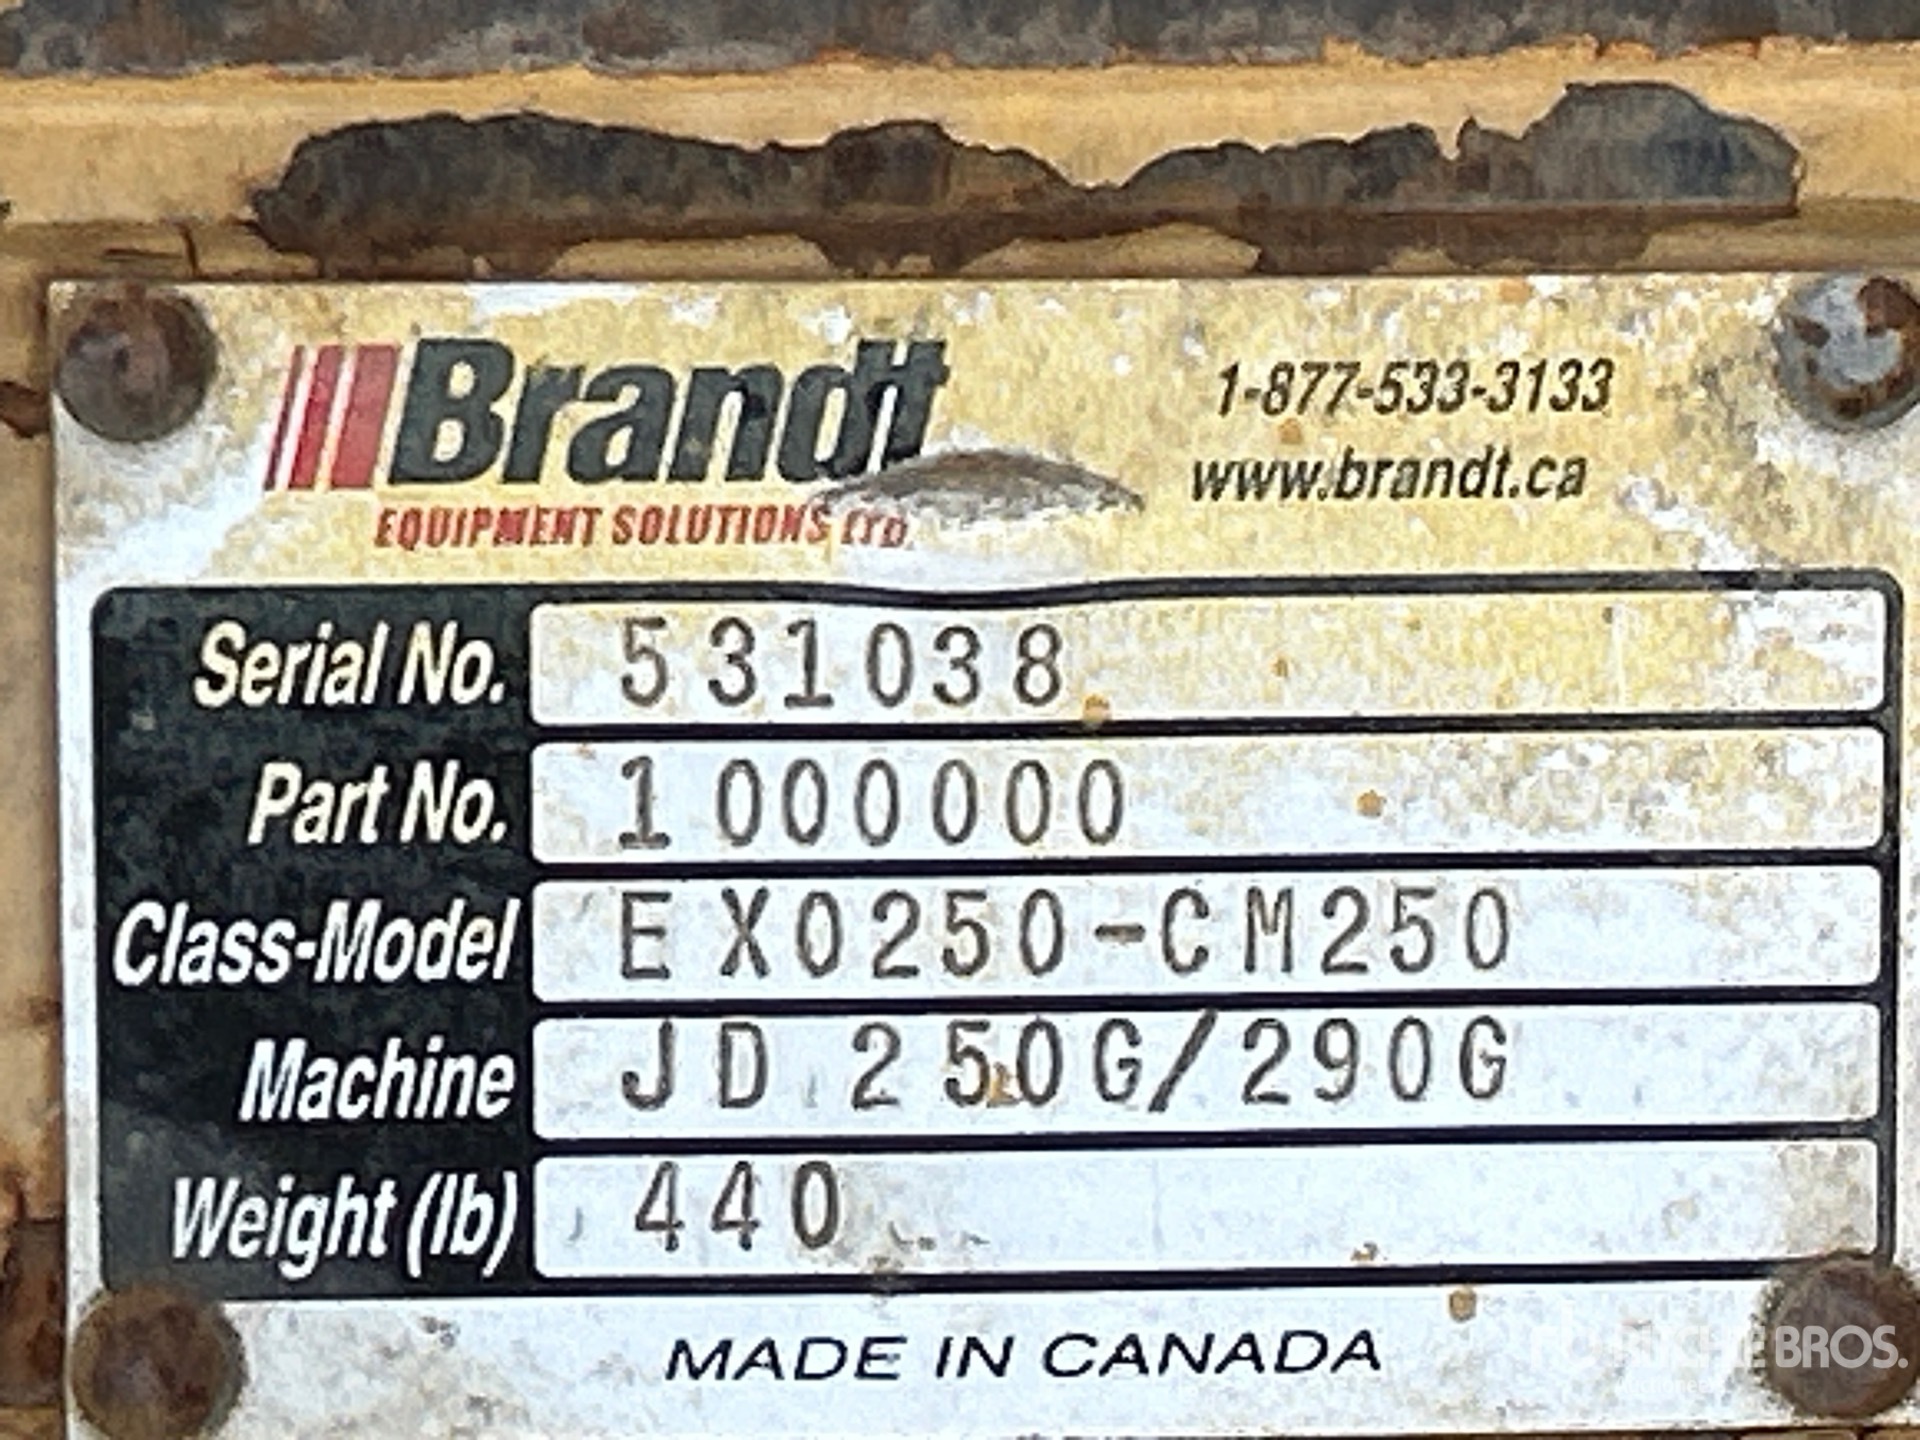 Brandt
EQUIPMENT SOLUTIONS LTD.
1-877-533-3133
www.brandt.ca
Serial No. 531038
Part No. 1000000
Class-Model EX0250-CM250
Machine JD 250G/290G
Weight (lb) 440
MADE IN CANADA
RITCHIE BROS.